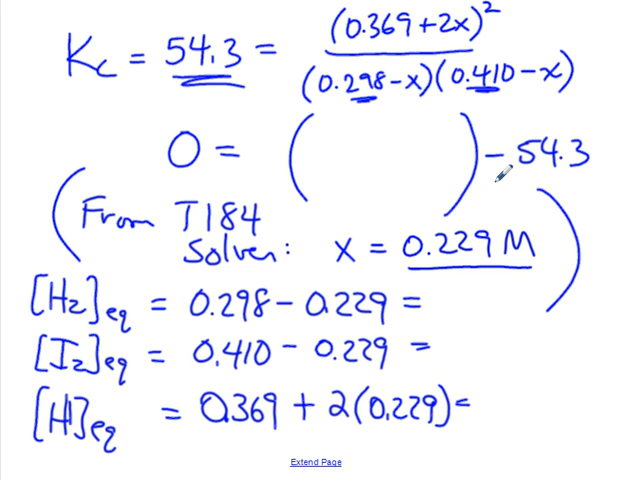 Kc = 54.3 = (0.369+2x)² / (0.298-x)(0.410-x)
0 = ( ) - 54.3
(From TI84
Solver: x = 0.229 M)
[H₂]eq = 0.298 - 0.229 =
[I₂]eq = 0.410 - 0.229 =
[HI]eq = 0.369 + 2(0.229) =
Extend Page